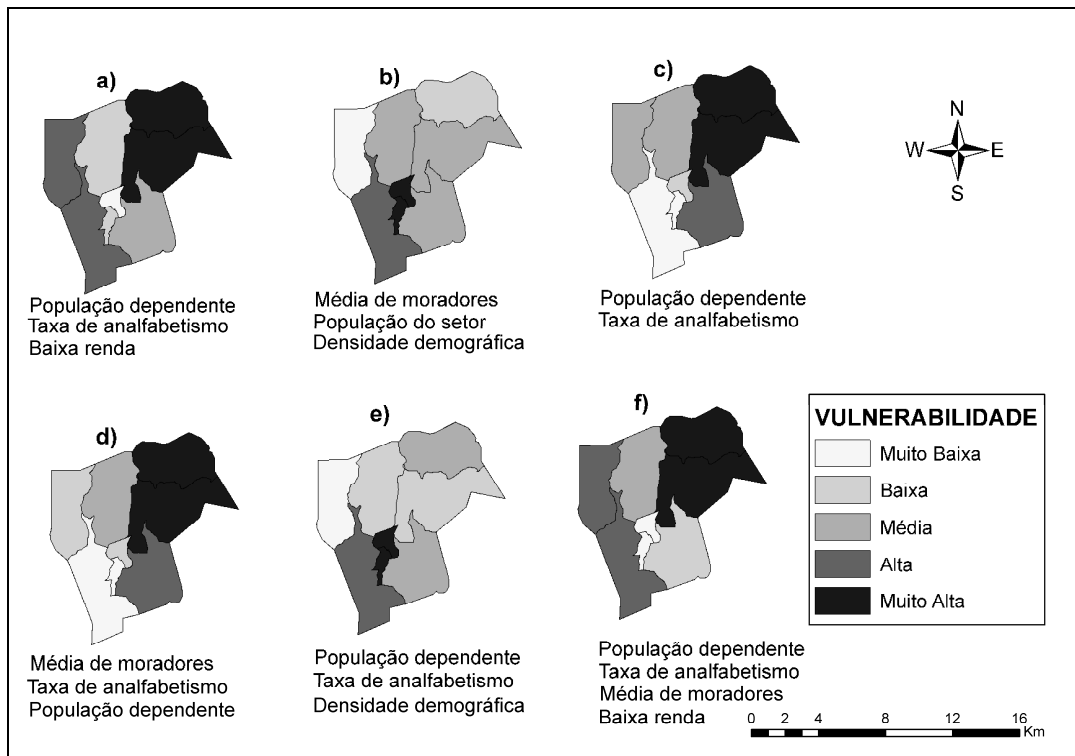 a)
População dependente
Taxa de analfabetismo
Baixa renda
b)
Média de moradores
População do setor
Densidade demográfica
c)
População dependente
Taxa de analfabetismo
N
W E
S
d)
Média de moradores
Taxa de analfabetismo
População dependente
e)
População dependente
Taxa de analfabetismo
Densidade demográfica
f)
População dependente
Taxa de analfabetismo
Média de moradores
Baixa renda
VULNERABILIDADE
Muito Baixa
Baixa
Média
Alta
Muito Alta
0 2 4 8 12 16
Km